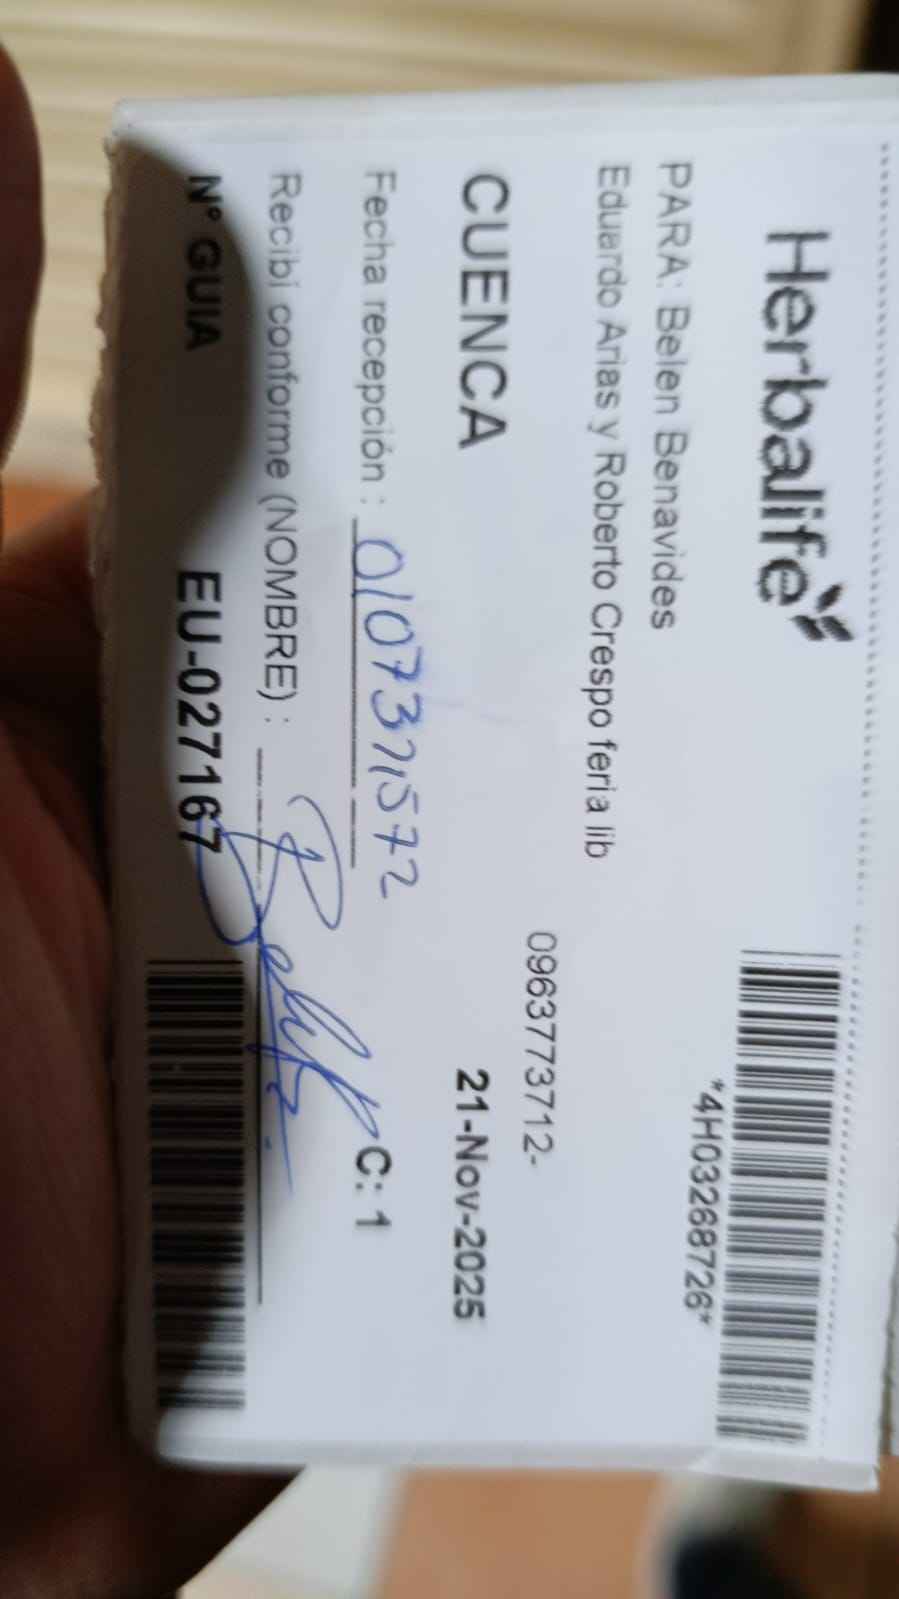 Herbalife
*4H03268726*
PARA: Belen Benavides
Eduardo Arias y Roberto Crespo feria lib
0963773712-
CUENCA 21-Nov-2025
Fecha recepción : 0107371572
C: 1
Recibí conforme (NOMBRE) :
N° GUIA EU-027167